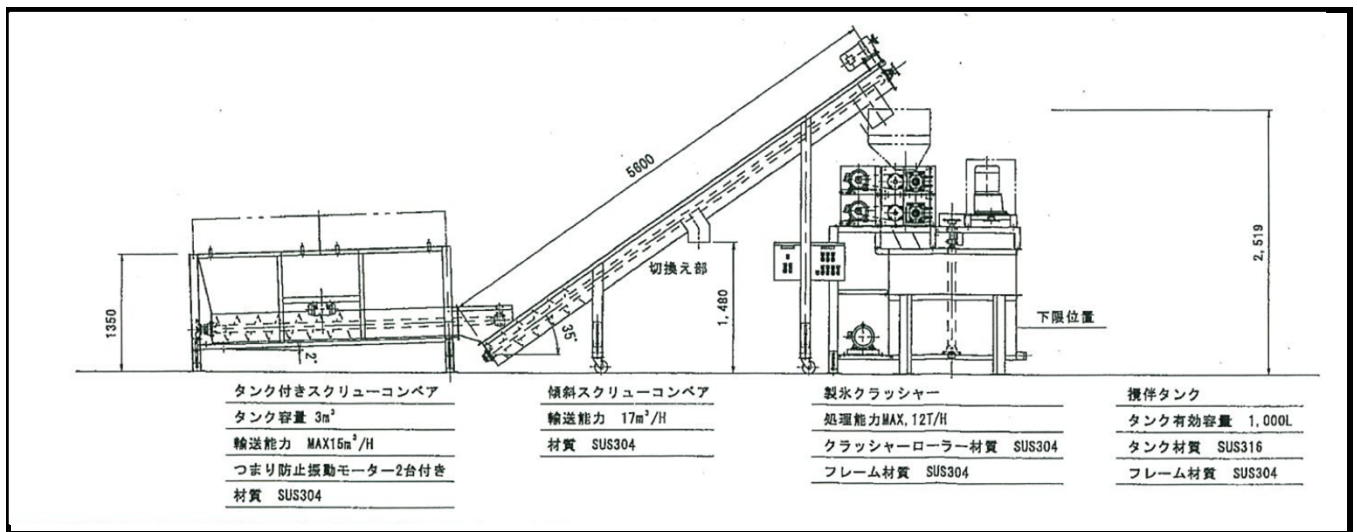 5600
切換え部
1350
2°
35°
1,480
2,519
下限位置
タンク付きスクリューコンベア
タンク容量 3m³
輸送能力 MAX15m³/H
つまり防止振動モーター2台付き
材質 SUS304
傾斜スクリューコンベア
輸送能力 17m³/H
材質 SUS304
製氷クラッシャー
処理能力MAX,12T/H
クラッシャーローラー材質 SUS304
フレーム材質 SUS304
攪伴タンク
タンク有効容量 1,000L
タンク材質 SUS316
フレーム材質 SUS304